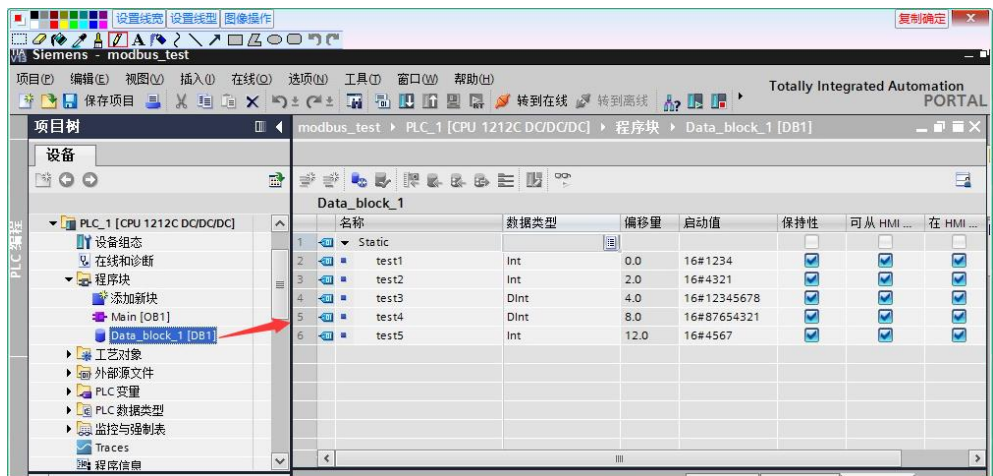 设置线宽 设置线型 图像操作 复制确定 X
A
VA Siemens - modbus_test
项目(P) 编辑(E) 视图(V) 插入(I) 在线(O) 选项(N) 工具(T) 窗口(W) 帮助(H)
Totally Integrated Automation
PORTAL
保存项目 转到在线 转到离线
项目树
modbus_test PLC_1 [CPU 1212C DC/DC/DC] 程序块 Data_block_1 [DB1]
设备
Data_block_1
PLC 编程
PLC_1 [CPU 1212C DC/DC/DC]
设备组态
在线和诊断
程序块
添加新块
Main [OB1]
Data_block_1 [DB1]
工艺对象
外部源文件
PLC 变量
PLC 数据类型
监控与强制表
Traces
程序信息
名称 数据类型 偏移量 启动值 保持性 可从 HMI ... 在 HMI ...
1 Static
2 test1 Int 0.0 16#1234
3 test2 Int 2.0 16#4321
4 test3 DInt 4.0 16#12345678
5 test4 DInt 8.0 16#87654321
6 test5 Int 12.0 16#4567